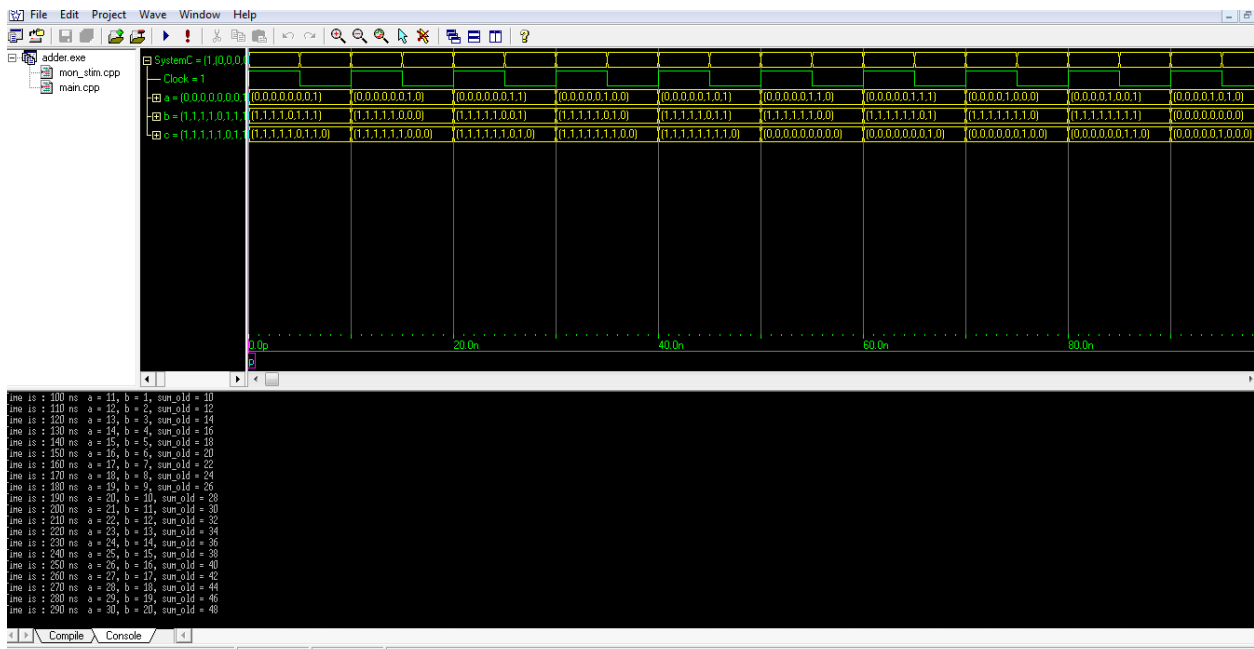 File Edit Project Wave Window Help
adder.exe
mon_stim.cpp
main.cpp
SystemC = (1,(0,0,0,0
Clock = 1
a = (0,0,0,0,0,0,0,1
b = (1,1,1,1,0,1,1,1
c = (1,1,1,1,1,0,1,1
(0,0,0,0,0,0,0,1) (0,0,0,0,0,0,1,0) (0,0,0,0,0,0,1,1) (0,0,0,0,0,1,0,0) (0,0,0,0,0,1,0,1) (0,0,0,0,0,1,1,0) (0,0,0,0,0,1,1,1) (0,0,0,0,1,0,0,0) (0,0,0,0,1,0,0,1) (0,0,0,0,1,0,1,0)
(1,1,1,1,0,1,1,1) (1,1,1,1,1,0,0,0) (1,1,1,1,1,0,0,1) (1,1,1,1,1,0,1,0) (1,1,1,1,1,0,1,1) (1,1,1,1,1,1,0,0) (1,1,1,1,1,1,0,1) (1,1,1,1,1,1,1,0) (1,1,1,1,1,1,1,1) (0,0,0,0,0,0,0,0)
(1,1,1,1,1,0,1,1,0) (1,1,1,1,1,1,0,0,0) (1,1,1,1,1,1,0,1,0) (1,1,1,1,1,1,1,0,0) (1,1,1,1,1,1,1,1,0) (0,0,0,0,0,0,0,0,0) (0,0,0,0,0,0,0,1,0) (0,0,0,0,0,0,1,0,0) (0,0,0,0,0,0,1,1,0) (0,0,0,0,0,1,0,0,0)
0.0p 20.0n 40.0n 60.0n 80.0n
p
ime is : 100 ns a = 11, b = 1, sum_old = 10
ime is : 110 ns a = 12, b = 2, sum_old = 12
ime is : 120 ns a = 13, b = 3, sum_old = 14
ime is : 130 ns a = 14, b = 4, sum_old = 16
ime is : 140 ns a = 15, b = 5, sum_old = 18
ime is : 150 ns a = 16, b = 6, sum_old = 20
ime is : 160 ns a = 17, b = 7, sum_old = 22
ime is : 170 ns a = 18, b = 8, sum_old = 24
ime is : 180 ns a = 19, b = 9, sum_old = 26
ime is : 190 ns a = 20, b = 10, sum_old = 28
ime is : 200 ns a = 21, b = 11, sum_old = 30
ime is : 210 ns a = 22, b = 12, sum_old = 32
ime is : 220 ns a = 23, b = 13, sum_old = 34
ime is : 230 ns a = 24, b = 14, sum_old = 36
ime is : 240 ns a = 25, b = 15, sum_old = 38
ime is : 250 ns a = 26, b = 16, sum_old = 40
ime is : 260 ns a = 27, b = 17, sum_old = 42
ime is : 270 ns a = 28, b = 18, sum_old = 44
ime is : 280 ns a = 29, b = 19, sum_old = 46
ime is : 290 ns a = 30, b = 20, sum_old = 48
Compile Console